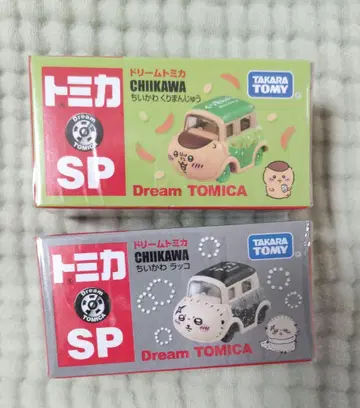 トミカ
Dream
TOMICA
SP
ドリームトミカ
CHIIKAWA
ちいかわ くりまんじゅう
TAKARA
TOMY
Dream TOMICA
トミカ
Dream
TOMICA
SP
ドリームトミカ
CHIIKAWA
ちいかわ ラッコ
TAKARA
TOMY
Dream TOMICA